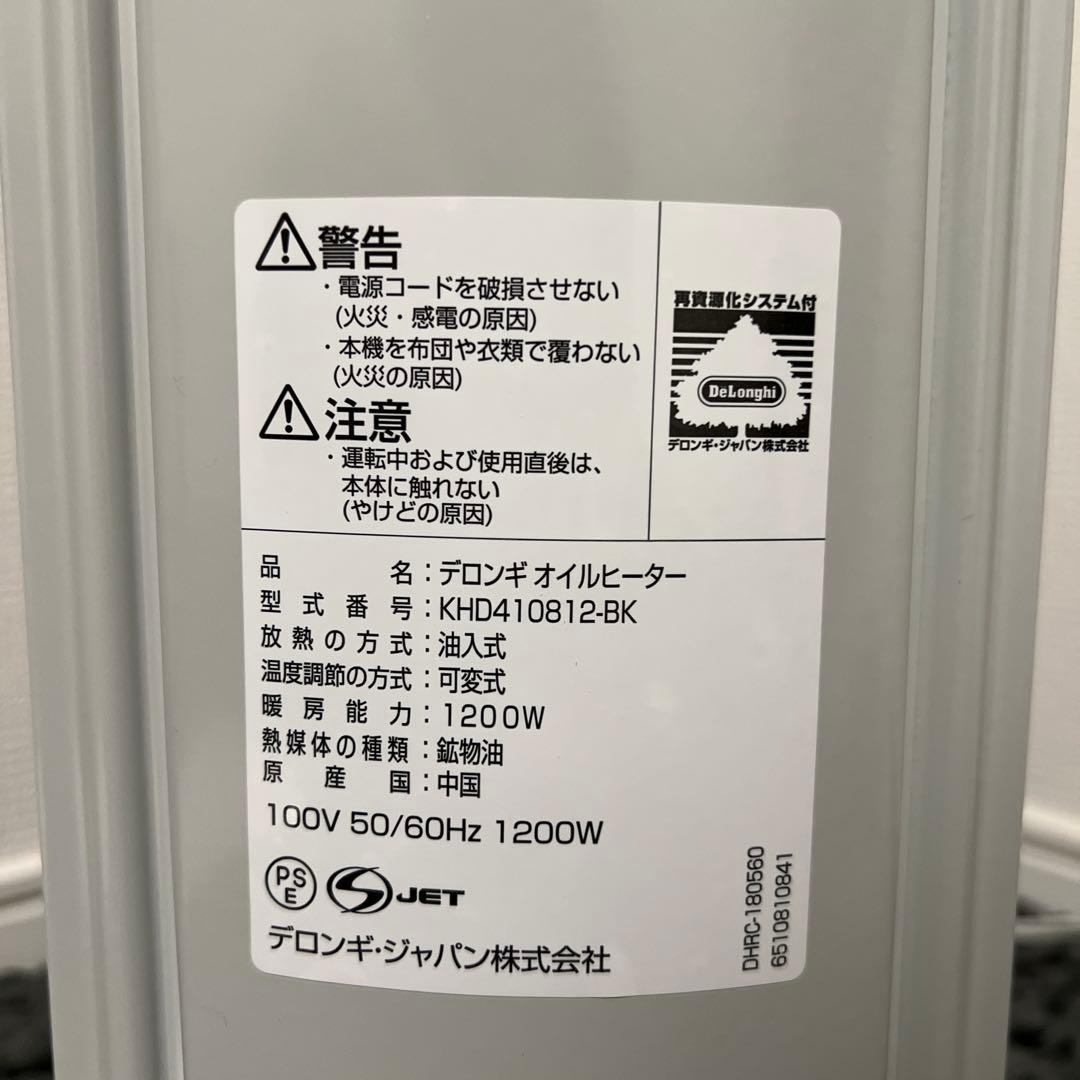 警告
・電源コードを破損させない
(火災・感電の原因)
・本機を布団や衣類で覆わない
(火災の原因)
注意
・運転中および使用直後は、
本体に触れない
(やけどの原因)
再資源化システム付
DeLonghi
デロンギ・ジャパン株式会社
品名：デロンギ オイルヒーター
型式番号：KHD410812-BK
放熱の方式：油入式
温度調節の方式：可変式
暖房能力：1200W
熱媒体の種類：鉱物油
原産国：中国
100V 50/60Hz 1200W
PS
E
JET
デロンギ・ジャパン株式会社
DHRC-180560
6510810841